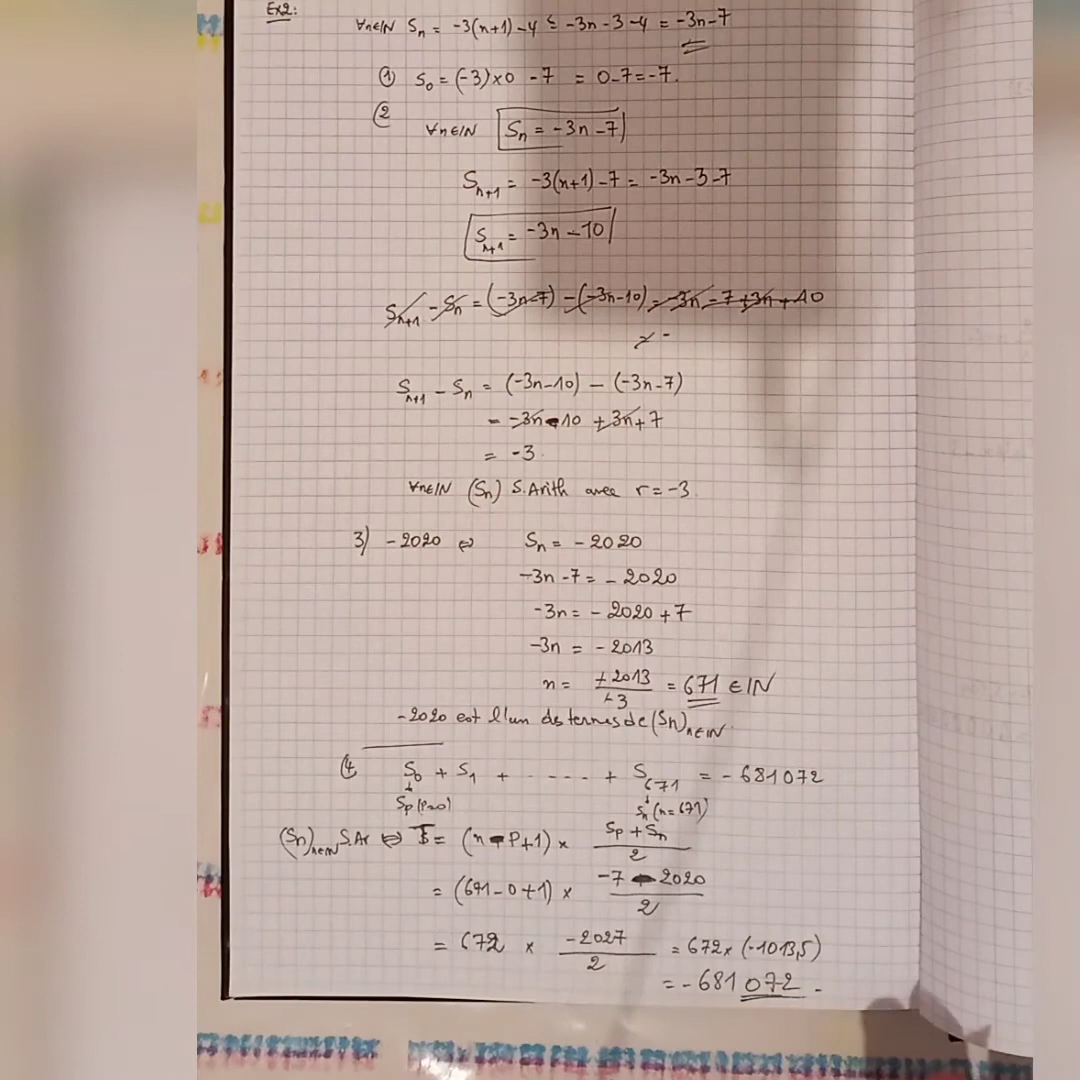 Ex2:
∀n∈IN Sn = -3(n+1)-4 = -3n-3-4 = -3n-7
① S0 = (-3)×0 -7 = 0-7=-7.
②
∀n∈IN Sn = -3n-7
Sn+1 = -3(n+1)-7 = -3n-3-7
Sn+1 = -3n-10
Sn+1 - Sn = (-3n-7) - (-3n-10) = -3n-7+3n+10
Sn+1 - Sn = (-3n-10) - (-3n-7)
= -3n-10 +3n+7
= -3.
∀n∈IN (Sn) S.Arith avec r=-3.
3) -2020 ⇔ Sn = -2020
-3n-7 = -2020
-3n = -2020+7
-3n = -2013
n = -2013/-3 = 671 ∈ IN
-2020 est l'un des termes de (Sn)n∈IN.
④ S0 + S1 + ..... + S671 = -681072
↓ Sp(P=0) ↓ Sn(n=671)
(Sn)n∈IN S.Ar ⇔ = (n-P+1) × Sp+Sn/2
= (671-0+1) × -7-2020/2
= 672 × -2027/2 = 672×(-1013,5)
= -681072.